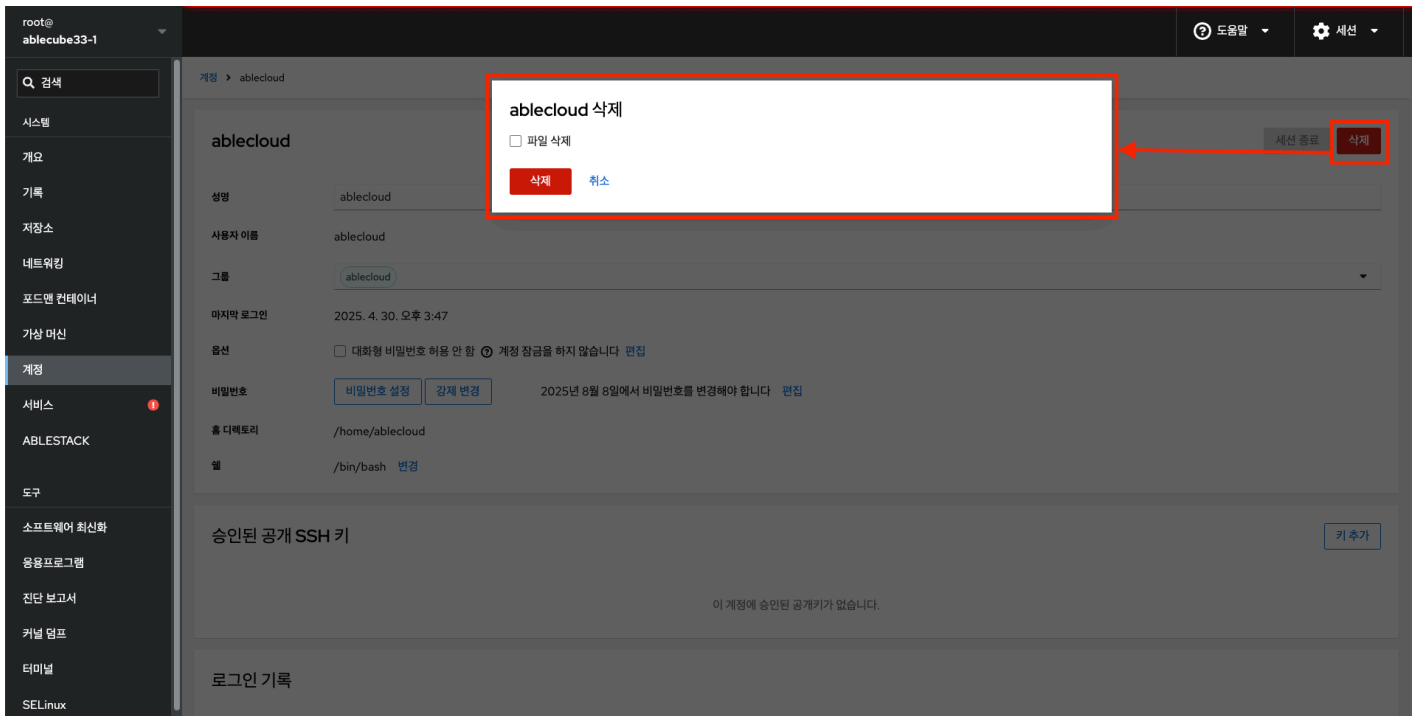 root@
ablecube33-1
도움말
세션
검색
시스템
개요
기록
저장소
네트워킹
포드맨 컨테이너
가상 머신
계정
서비스
ABLESTACK
도구
소프트웨어 최신화
응용프로그램
진단 보고서
커널 덤프
터미널
SELinux
계정 > ablecloud
ablecloud
세션 종료 삭제
ablecloud 삭제
파일 삭제
삭제 취소
성명 ablecloud
사용자 이름 ablecloud
그룹 ablecloud
마지막 로그인 2025. 4. 30. 오후 3:47
옵션 대화형 비밀번호 허용 안 함 계정 잠금을 하지 않습니다 편집
비밀번호 비밀번호 설정 강제 변경 2025년 8월 8일에서 비밀번호를 변경해야 합니다 편집
홈 디렉토리 /home/ablecloud
쉘 /bin/bash 변경
승인된 공개 SSH 키 키 추가
이 계정에 승인된 공개키가 없습니다.
로그인 기록